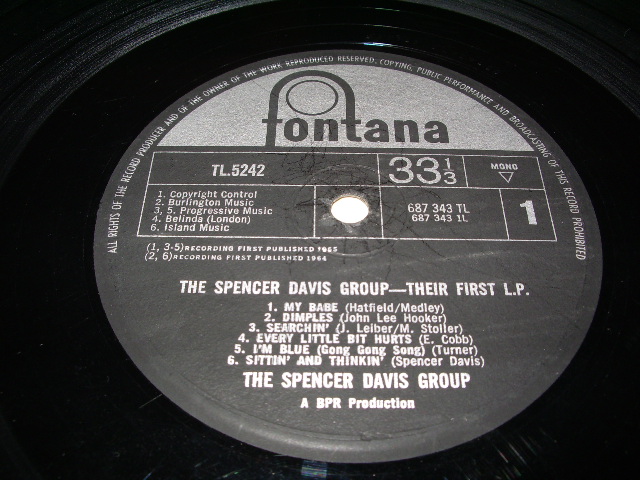 ALL RIGHTS OF THE RECORD PRODUCER AND OF THE OWNER OF THE WORK REPRODUCED RESERVED. COPYING, PUBLIC PERFORMANCE AND BROADCASTING OF THIS RECORD PROHIBITED
fontana
TL.5242
33 1/3
MONO
1. Copyright Control
2. Burlington Music
3, 5. Progressive Music
4. Belinda (London)
6. Island Music
687 343 TL
687 343 1L
1
(1, 3-5) RECORDING FIRST PUBLISHED 1965
(2, 6) RECORDING FIRST PUBLISHED 1964
THE SPENCER DAVIS GROUP—THEIR FIRST L.P.
1. MY BABE (Hatfield/Medley)
2. DIMPLES (John Lee Hooker)
3. SEARCHIN' (J. Leiber/M. Stoller)
4. EVERY LITTLE BIT HURTS (E. Cobb)
5. I'M BLUE (Gong Gong Song) (Turner)
6. SITTIN' AND THINKIN' (Spencer Davis)
THE SPENCER DAVIS GROUP
A BPR Production